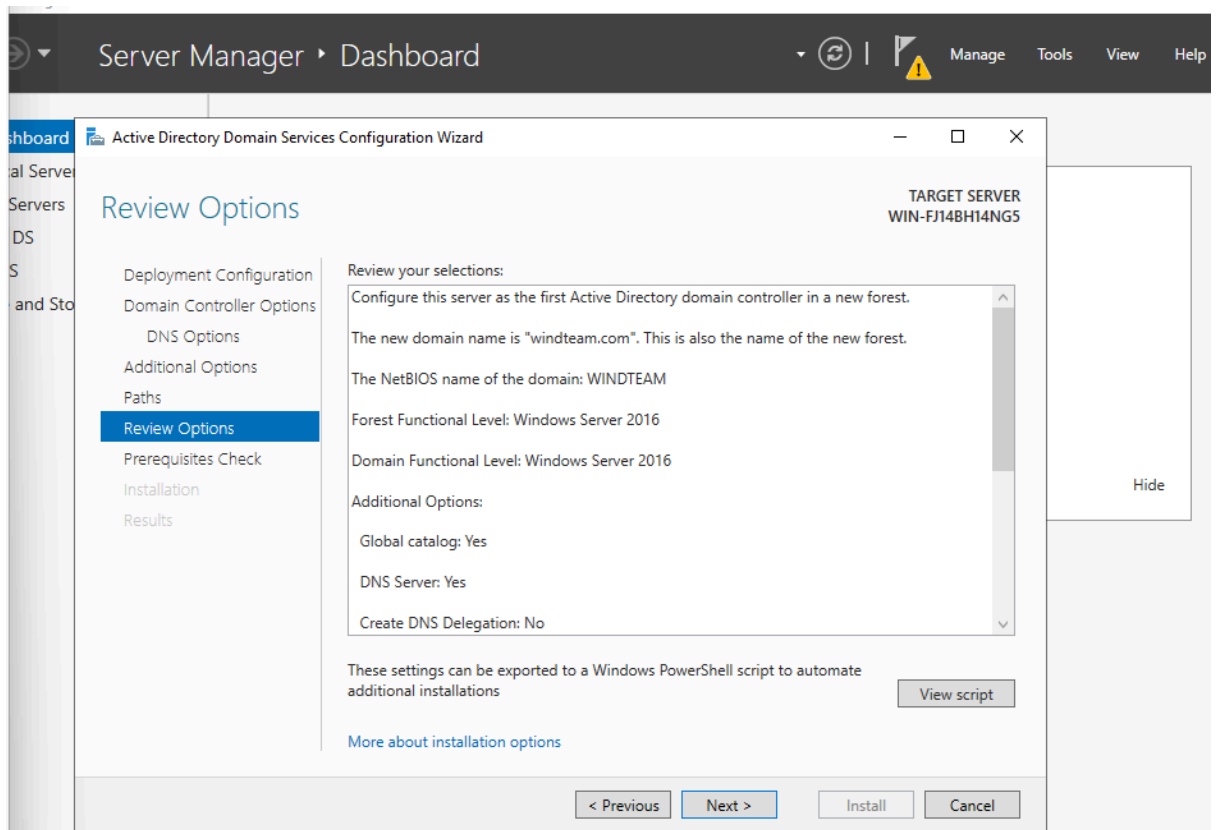 Server Manager ‣ Dashboard
Manage Tools View Help
shboard
al Server
Servers
DS
S
and Sto
Active Directory Domain Services Configuration Wizard
Review Options
TARGET SERVER
WIN-FJ14BH14NG5
Deployment Configuration
Domain Controller Options
DNS Options
Additional Options
Paths
Review Options
Prerequisites Check
Installation
Results
Review your selections:
Configure this server as the first Active Directory domain controller in a new forest.
The new domain name is "windteam.com". This is also the name of the new forest.
The NetBIOS name of the domain: WINDTEAM
Forest Functional Level: Windows Server 2016
Domain Functional Level: Windows Server 2016
Additional Options:
Global catalog: Yes
DNS Server: Yes
Create DNS Delegation: No
These settings can be exported to a Windows PowerShell script to automate
additional installations
View script
More about installation options
Hide
< Previous
Next >
Install
Cancel